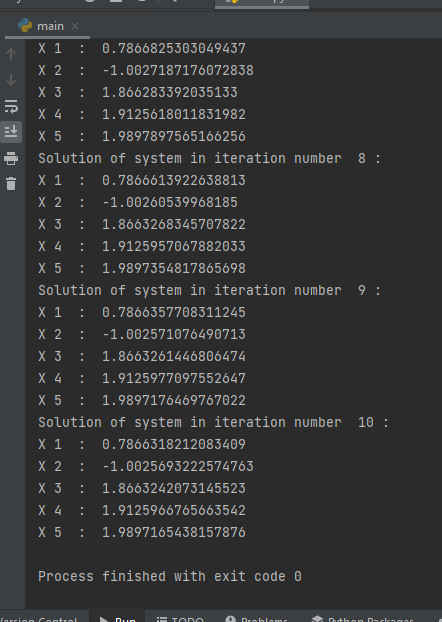 main
X 1  :  0.7866825303049437
X 2  :  -1.0027187176072838
X 3  :  1.866283392035133
X 4  :  1.9125618011831982
X 5  :  1.9897897565166256
Solution of system in iteration number  8 :
X 1  :  0.7866613922638813
X 2  :  -1.00260539968185
X 3  :  1.8663268345707822
X 4  :  1.9125957067882033
X 5  :  1.9897354817865698
Solution of system in iteration number  9 :
X 1  :  0.7866357708311245
X 2  :  -1.002571076490713
X 3  :  1.8663261446806474
X 4  :  1.9125977097552647
X 5  :  1.9897176469767022
Solution of system in iteration number  10 :
X 1  :  0.7866318212083409
X 2  :  -1.0025693222574763
X 3  :  1.8663242073145523
X 4  :  1.9125966765663542
X 5  :  1.9897165438157876
Process finished with exit code 0
Version Control Run TODO Problems Python Packages